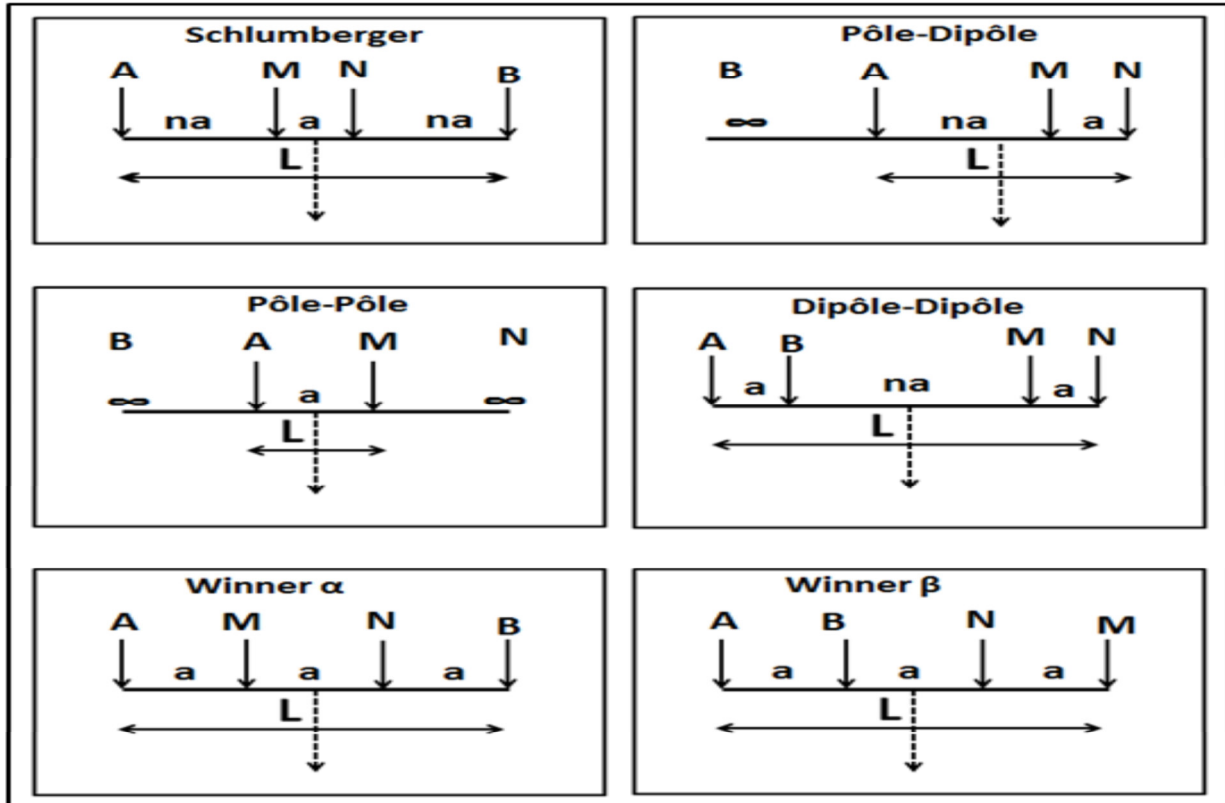 Schlumberger
A M N B
na a na
L
Pôle-Dipôle
B A M N
∞ na a
L
Pôle-Pôle
B A M N
∞ a ∞
L
Dipôle-Dipôle
A B M N
a na a
L
Winner α
A M N B
a a a
L
Winner β
A B N M
a a a
L